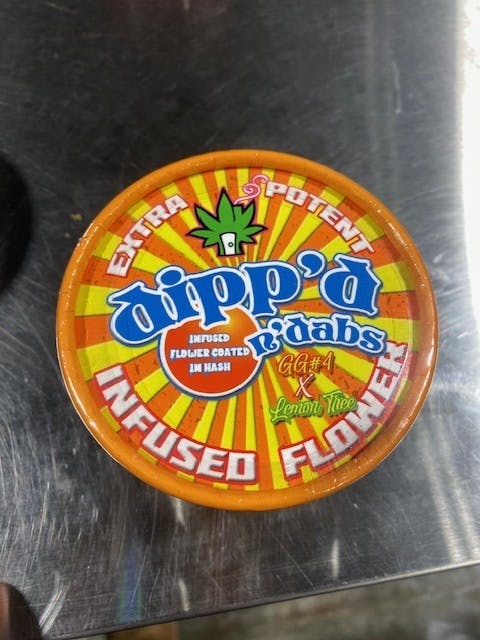 EXTRA POTENT
dipp'd
n'dabs
INFUSED
FLOWER COATED
IN HASH
GG#4
X
Lemon Tree
INFUSED FLOWER